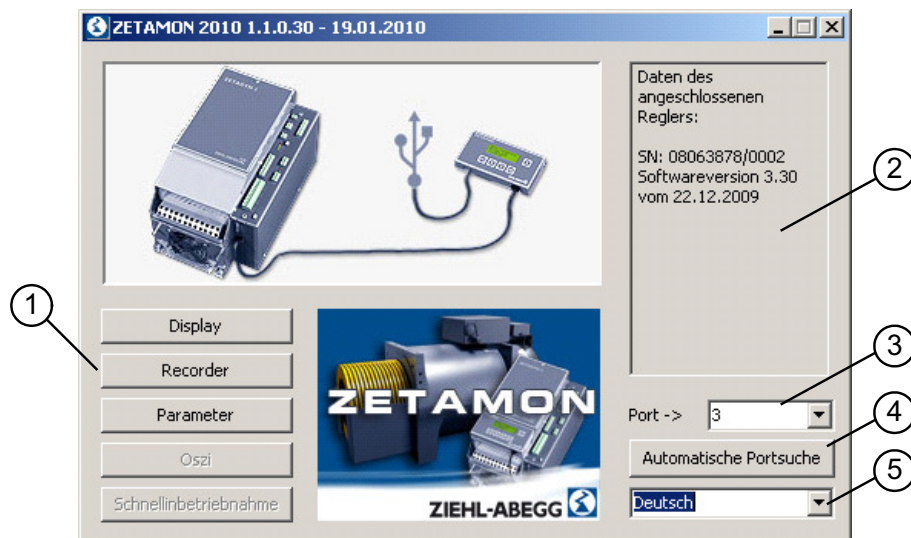 ZETAMON 2010 1.1.0.30 - 19.01.2010
Daten des
angeschlossenen
Reglers:
SN: 08063878/0002
Softwareversion 3.30
vom 22.12.2009
2
1
Display
Recorder
Parameter
Oszi
Schnellinbetriebnahme
ZETAMON
ZIEHL-ABEGG
3
Port -> 3
4
Automatische Portsuche
5
Deutsch